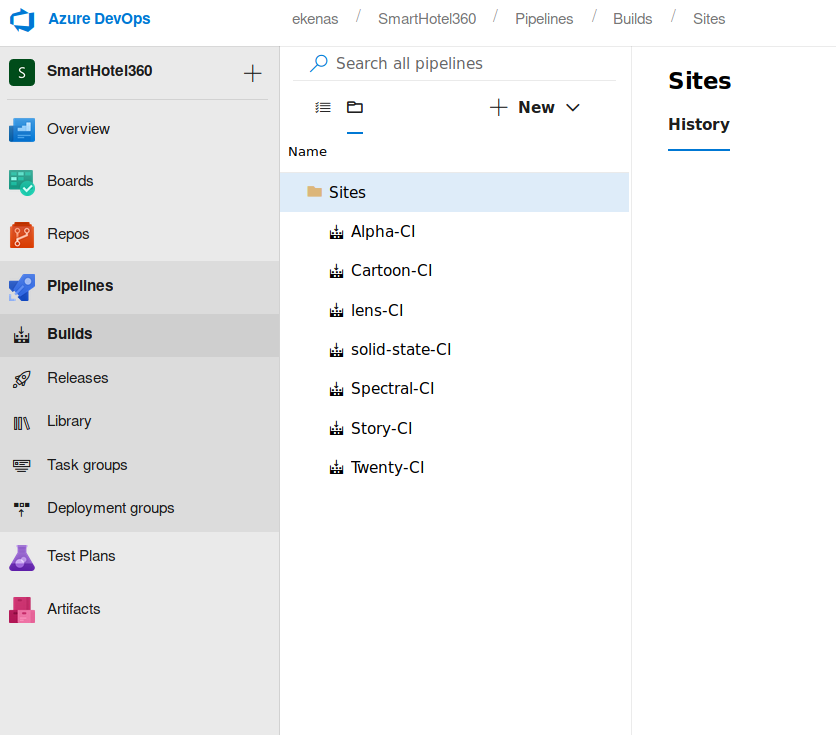 Azure DevOps
ekenas / SmartHotel360 / Pipelines / Builds / Sites
S
SmartHotel360
Overview
Boards
Repos
Pipelines
Builds
Releases
Library
Task groups
Deployment groups
Test Plans
Artifacts
Search all pipelines
New
Name
Sites
Alpha-CI
Cartoon-CI
lens-CI
solid-state-CI
Spectral-CI
Story-CI
Twenty-CI
Sites
History